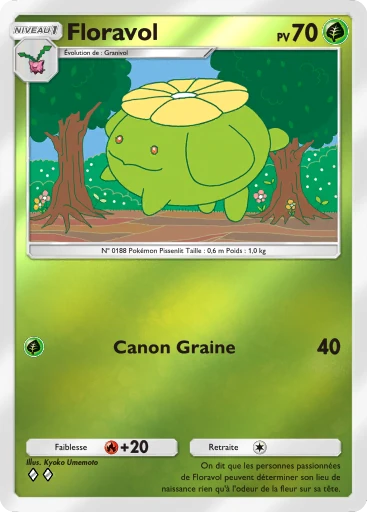 NIVEAU 1
Floravol
PV 70
Évolution de : Granivol
N° 0188 Pokémon Pissenlit Taille : 0,6 m Poids : 1,0 kg
Canon Graine 40
Faiblesse +20 Retraite
Illus. Kyoko Umemoto
On dit que les personnes passionnées
de Floravol peuvent déterminer son lieu de
naissance rien qu'à l'odeur de la fleur sur sa tête.